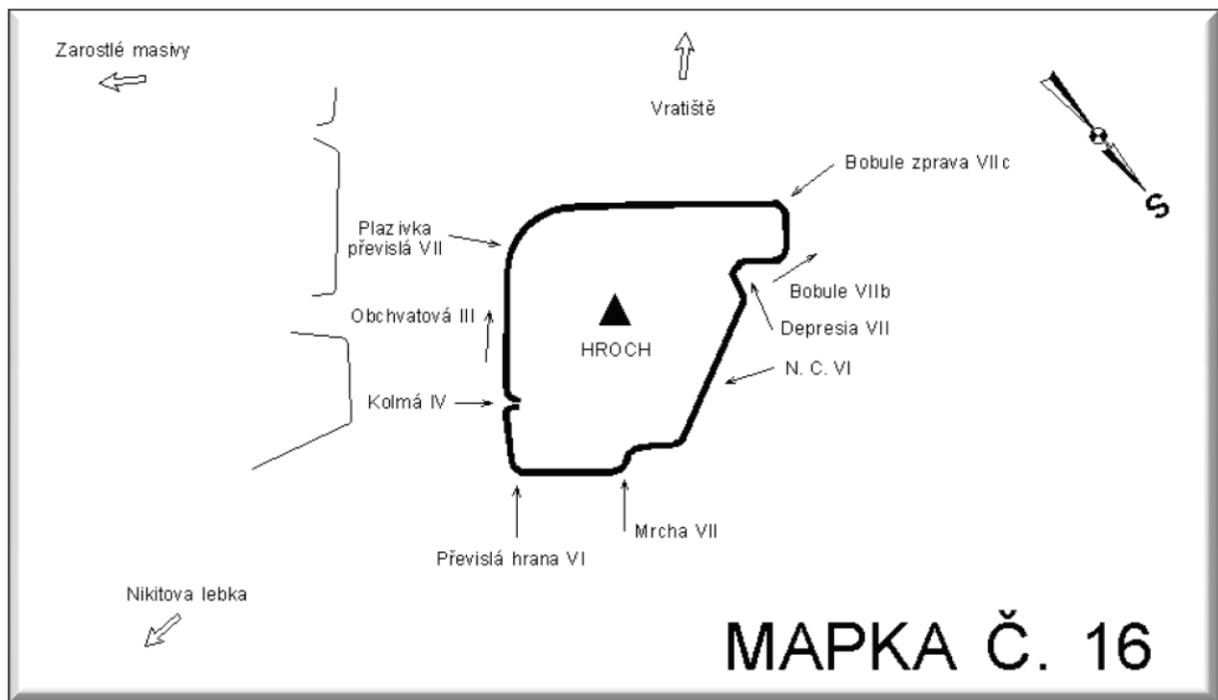 Zarostlé masivy
Vratiště
Bobule zprava VIIc
Plazivka
převislá VII
Bobule VIIb
Obchvatová III
Depresia VII
HROCH
N. C. VI
Kolmá IV
Mrcha VII
Převislá hrana VI
Nikitova lebka
S
MAPKA Č. 16